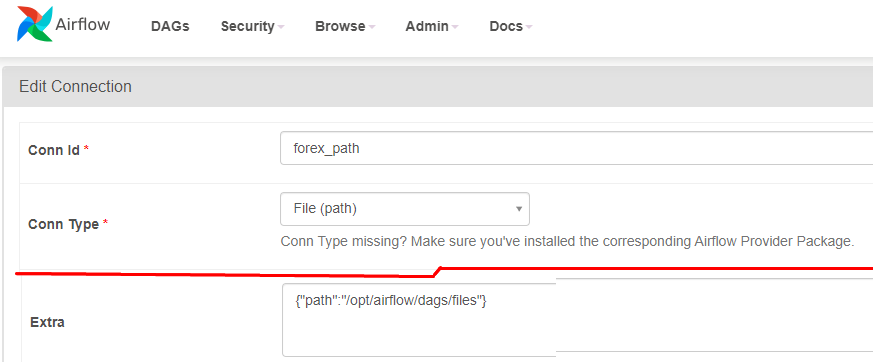 Airflow DAGs Security Browse Admin Docs
Edit Connection
Conn Id * forex_path
Conn Type * File (path)
Conn Type missing? Make sure you've installed the corresponding Airflow Provider Package.
Extra {"path":"/opt/airflow/dags/files"}